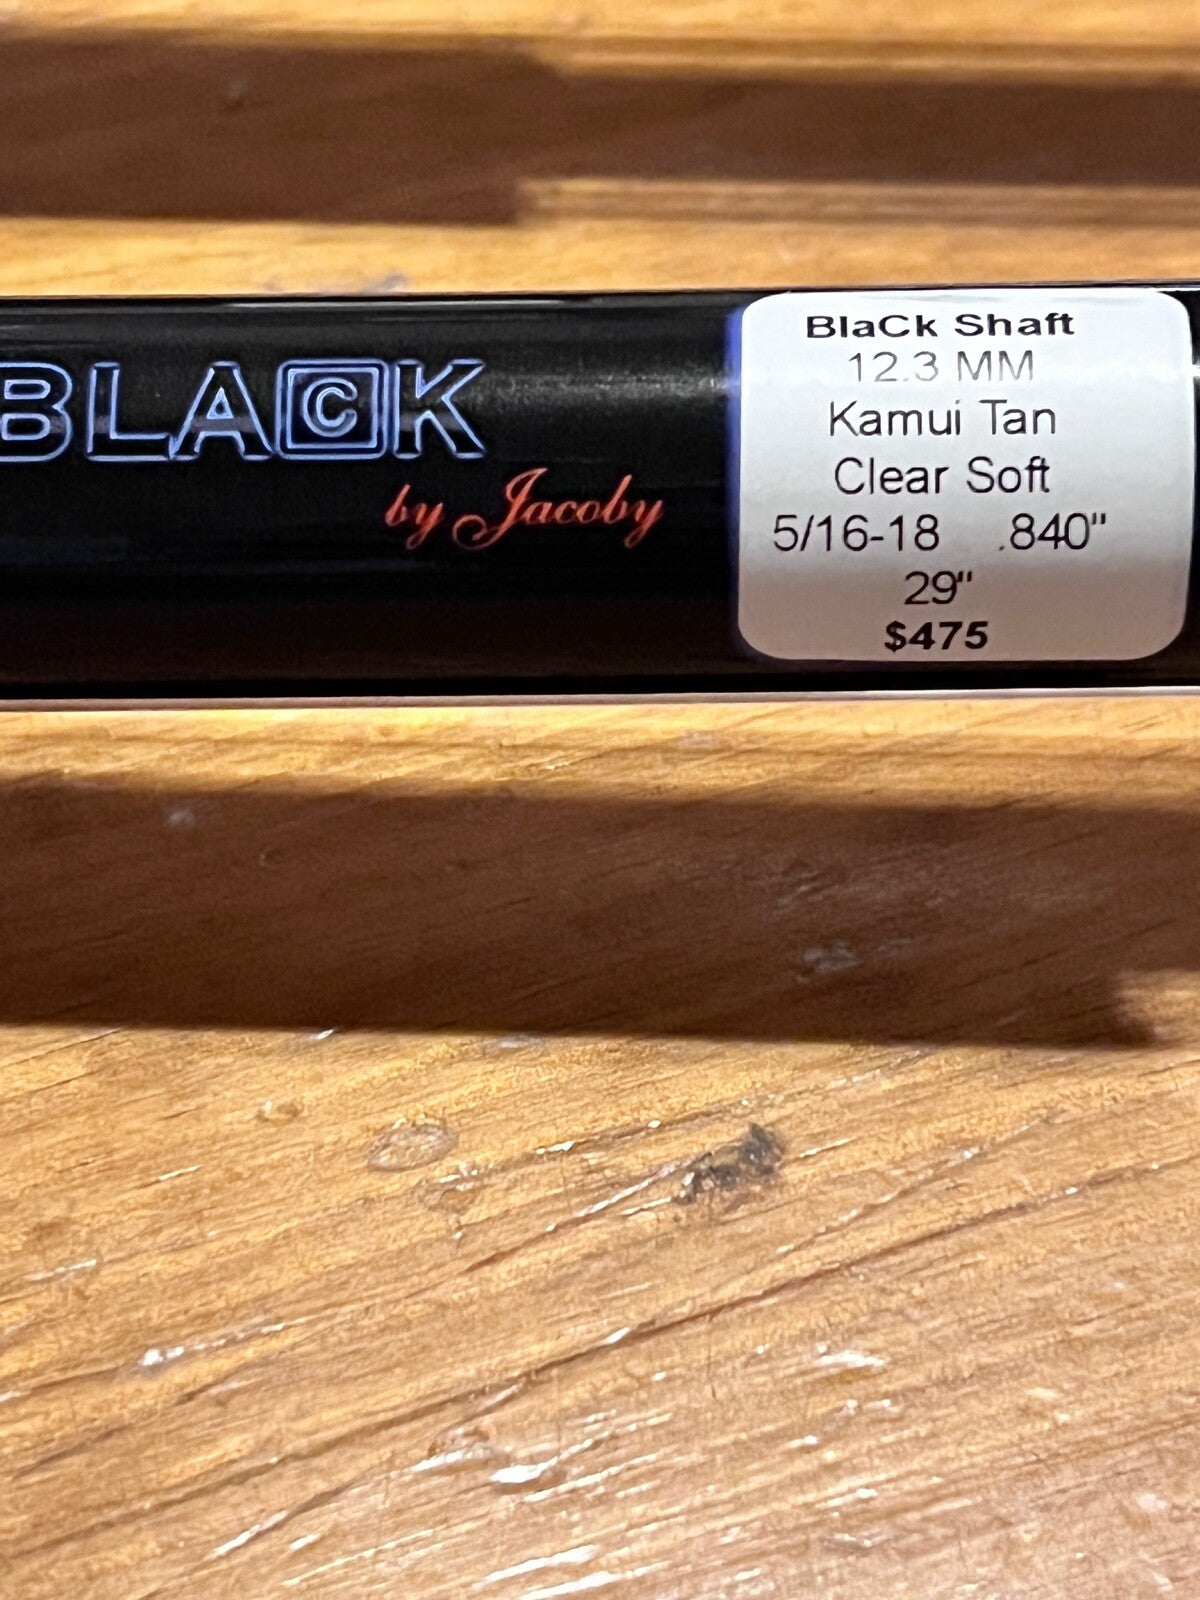 BLACK
by Jacoby
BlaCk Shaft
12.3 MM
Kamui Tan
Clear Soft
5/16-18 .840"
29"
$475